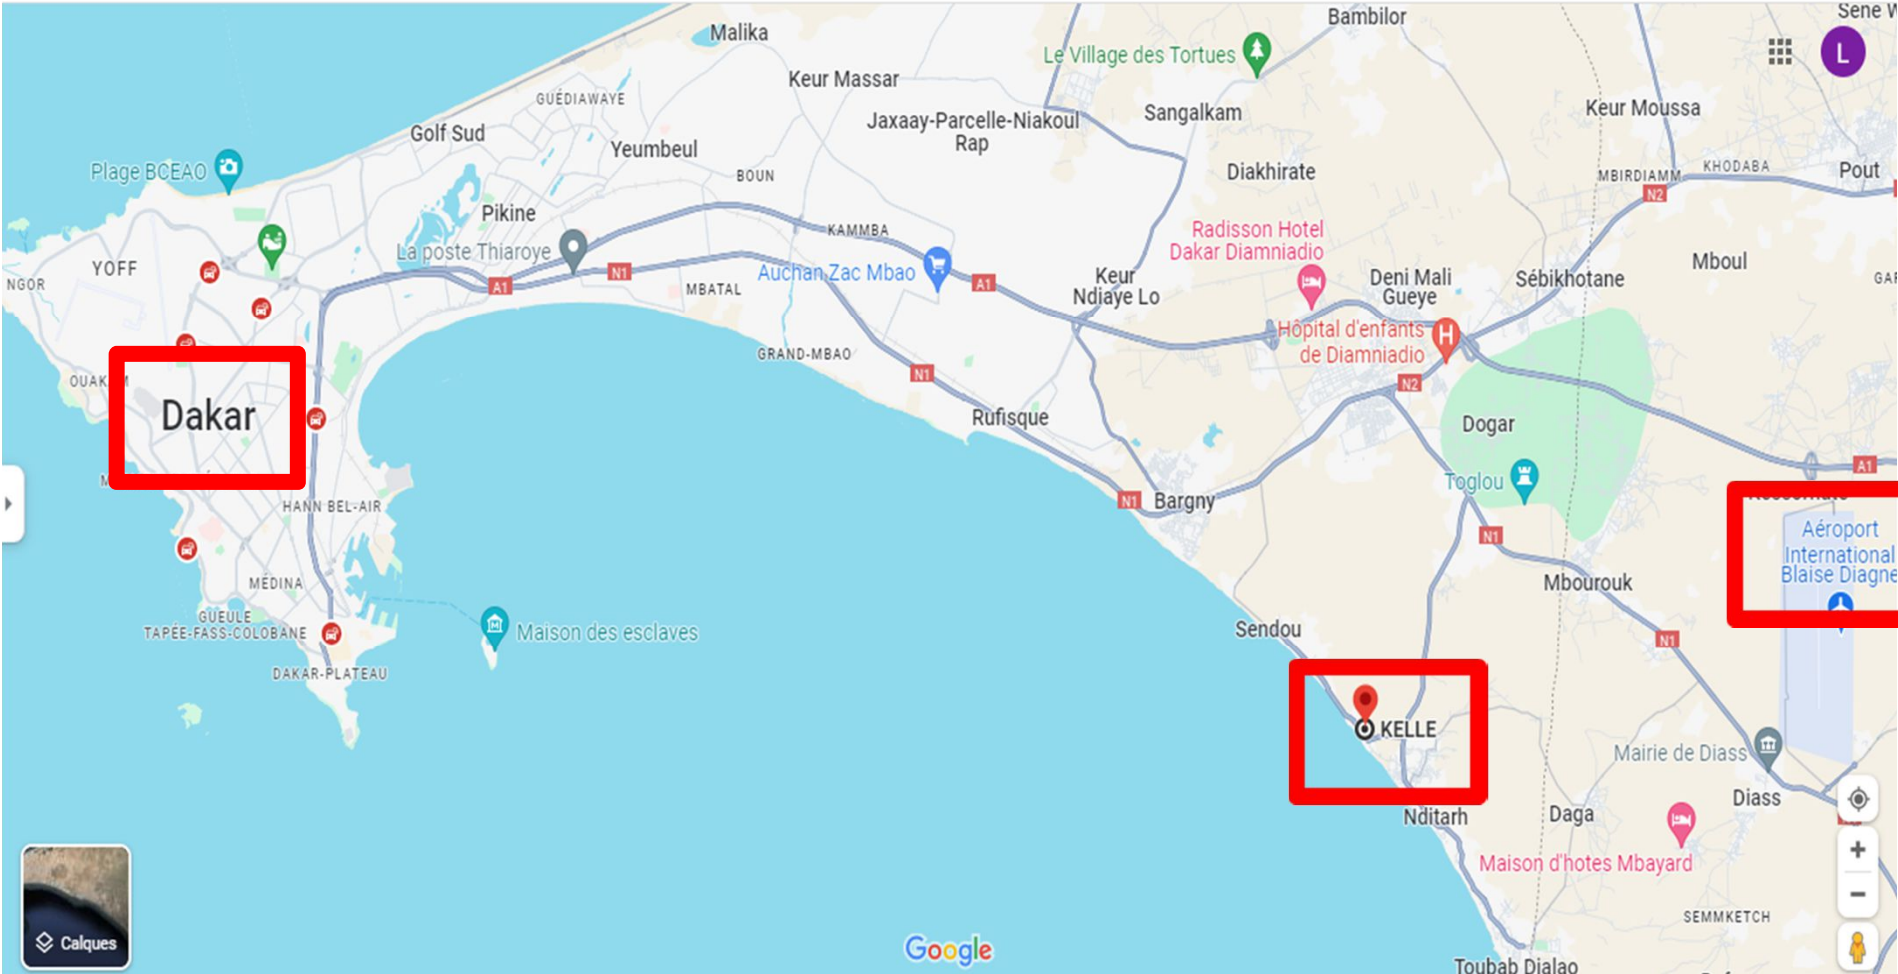 Malika
Bambilor
Le Village des Tortues
L
Keur Massar
GUÉDIAWAYE
Sangalkam
Keur Moussa
Golf Sud
Jaxaay-Parcelle-Niakoul
Rap
Yeumbeul
Plage BCEAO
BOUN
Diakhirate
MBIRDIAMM
KHODABA
Pout
N2
Pikine
KAMMBA
Radisson Hotel
Dakar Diamniadio
La poste Thiaroye
YOFF
NGOR
N1
A1
MBATAL
Auchan Zac Mbao
A1
Keur
Ndiaye Lo
Deni Mali
Gueye
Sébikhotane
Mboul
Hôpital d'enfants
de Diamniadio
GRAND-MBAO
N1
N2
Dakar
Rufisque
Dogar
A1
Toglou
HANN BEL-AIR
N1
Bargny
Aéroport
International
Blaise Diagne
N1
MÉDINA
Mbourouk
GUEULE
TAPÉE-FASS-COLOBANE
Maison des esclaves
Sendou
N1
DAKAR-PLATEAU
KELLE
Mairie de Diass
Diass
Nditarh
Daga
Maison d'hotes Mbayard
SEMMKETCH
Calques
Google
Toubab Dialao